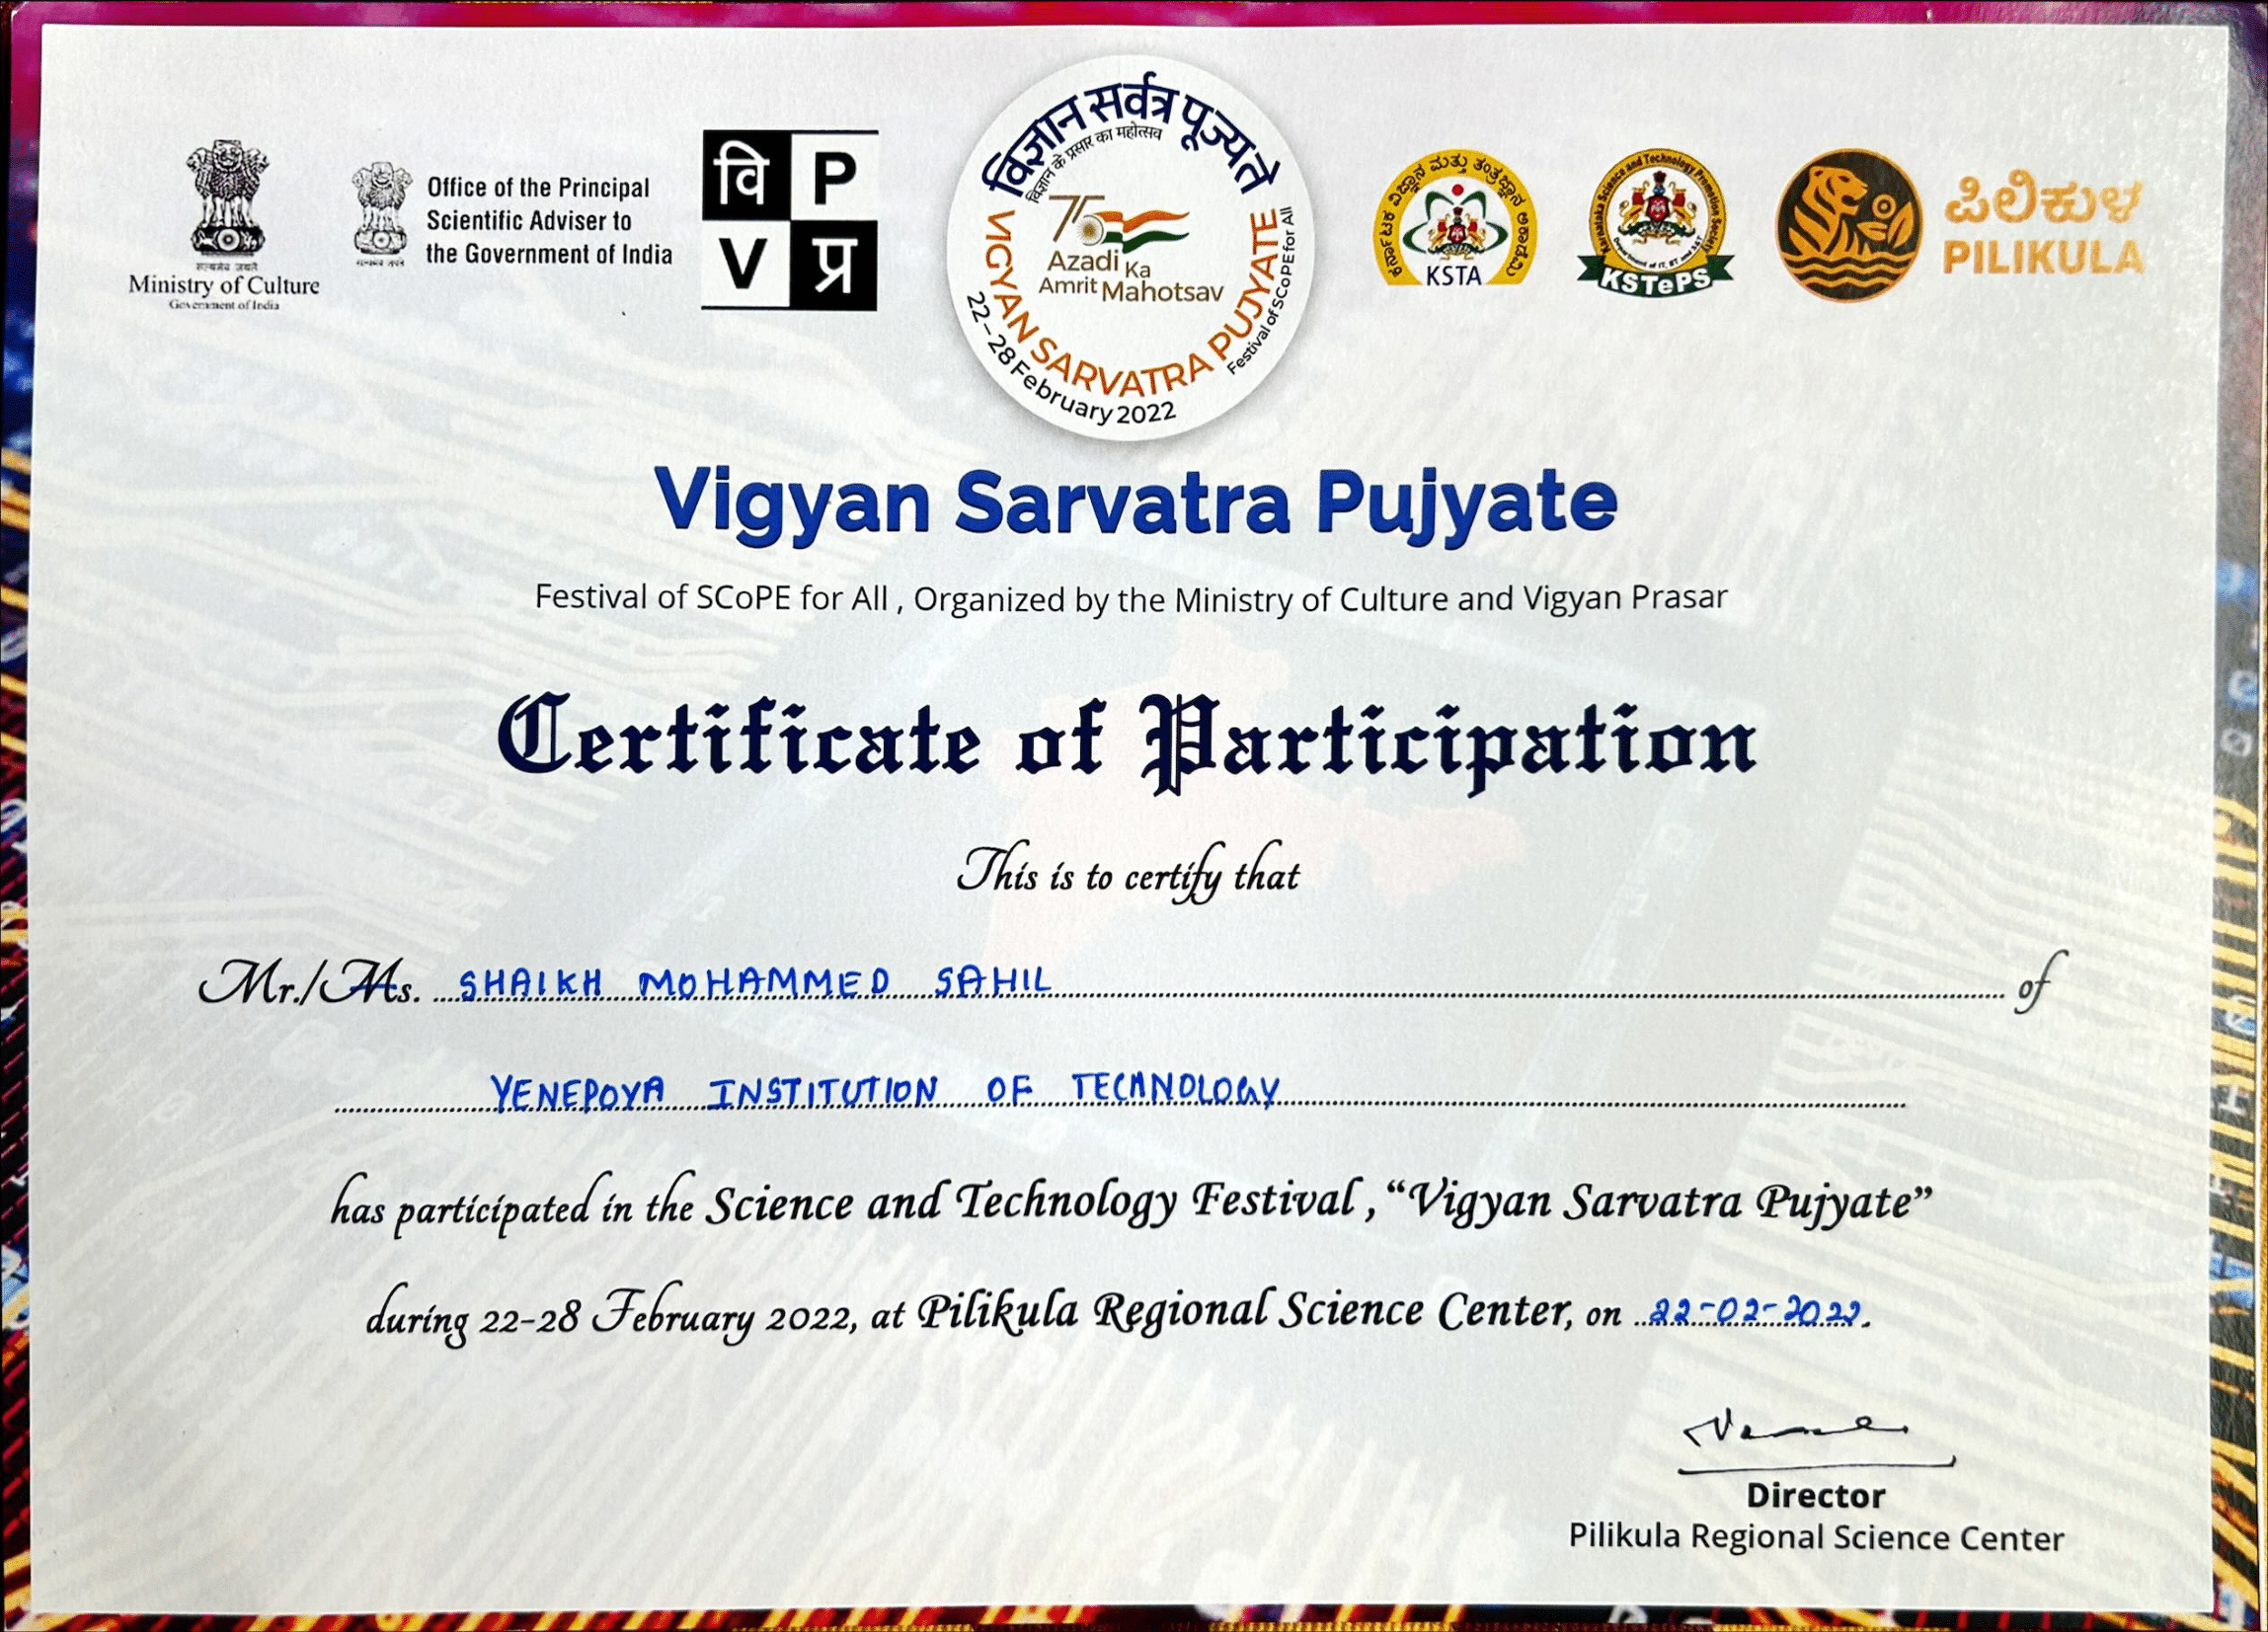 सत्यमेव जयते
Ministry of Culture
Government of India
सत्यमेव जयते
Office of the Principal
Scientific Adviser to
the Government of India
वि P
V प्र
विज्ञान सर्वत्र पूज्यते
विज्ञान के प्रसार का महोत्सव
75
Azadi Ka
Amrit Mahotsav
VIGYAN SARVATRA PUJYATE
Festival of SCoPE for All
22-28 February 2022
ಕರ್ನಾಟಕ ವಿಜ್ಞಾನ ಮತ್ತು ತಂತ್ರಜ್ಞಾನ ಅಕಾಡೆಮಿ
KSTA
Karnataka Science and Technology Promotion Society
Department of IT, BT and S&T
KSTePS
ಪಿಲಿಕುಳ
PILIKULA
Vigyan Sarvatra Pujyate
Festival of SCoPE for All , Organized by the Ministry of Culture and Vigyan Prasar
Certificate of Participation
This is to certify that
Mr./Ms. SHAIKH MOHAMMED SAHIL of
YENEPOYA INSTITUTION OF TECHNOLOGY
has participated in the Science and Technology Festival, “Vigyan Sarvatra Pujyate”
during 22-28 February 2022, at Pilikula Regional Science Center, on 22-02-2022.
Director
Pilikula Regional Science Center